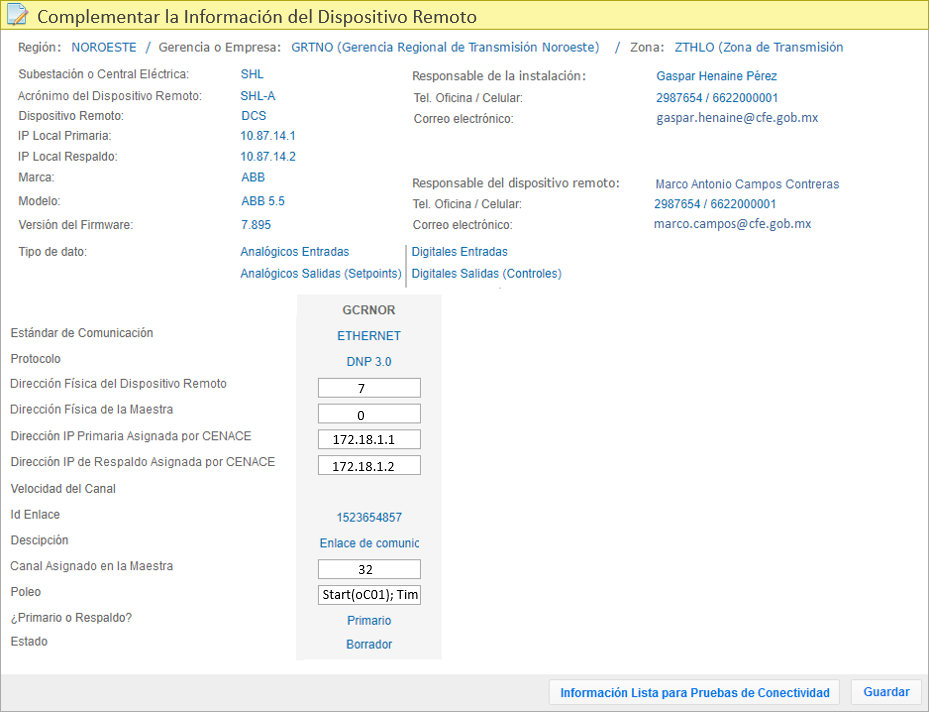 Complementar la Información del Dispositivo Remoto
Región: NOROESTE / Gerencia o Empresa: GRTNO (Gerencia Regional de Transmisión Noroeste) / Zona: ZTHLO (Zona de Transmisión
Subestación o Central Eléctrica: SHL
Acrónimo del Dispositivo Remoto: SHL-A
Dispositivo Remoto: DCS
IP Local Primaria: 10.87.14.1
IP Local Respaldo: 10.87.14.2
Marca: ABB
Modelo: ABB 5.5
Versión del Firmware: 7.895
Responsable de la instalación: Gaspar Henaine Pérez
Tel. Oficina / Celular: 2987654 / 6622000001
Correo electrónico: gaspar.henaine@cfe.gob.mx
Responsable del dispositivo remoto: Marco Antonio Campos Contreras
Tel. Oficina / Celular: 2987654 / 6622000001
Correo electrónico: marco.campos@cfe.gob.mx
Tipo de dato: Analógicos Entradas Digitales Entradas
Analógicos Salidas (Setpoints) Digitales Salidas (Controles)
GCRNOR
Estándar de Comunicación ETHERNET
Protocolo DNP 3.0
Dirección Física del Dispositivo Remoto 7
Dirección Física de la Maestra 0
Dirección IP Primaria Asignada por CENACE 172.18.1.1
Dirección IP de Respaldo Asignada por CENACE 172.18.1.2
Velocidad del Canal
Id Enlace 1523654857
Descipción Enlace de comunic
Canal Asignado en la Maestra 32
Poleo Start(oC01); Tim
¿Primario o Respaldo? Primario
Estado Borrador
Información Lista para Pruebas de Conectividad Guardar